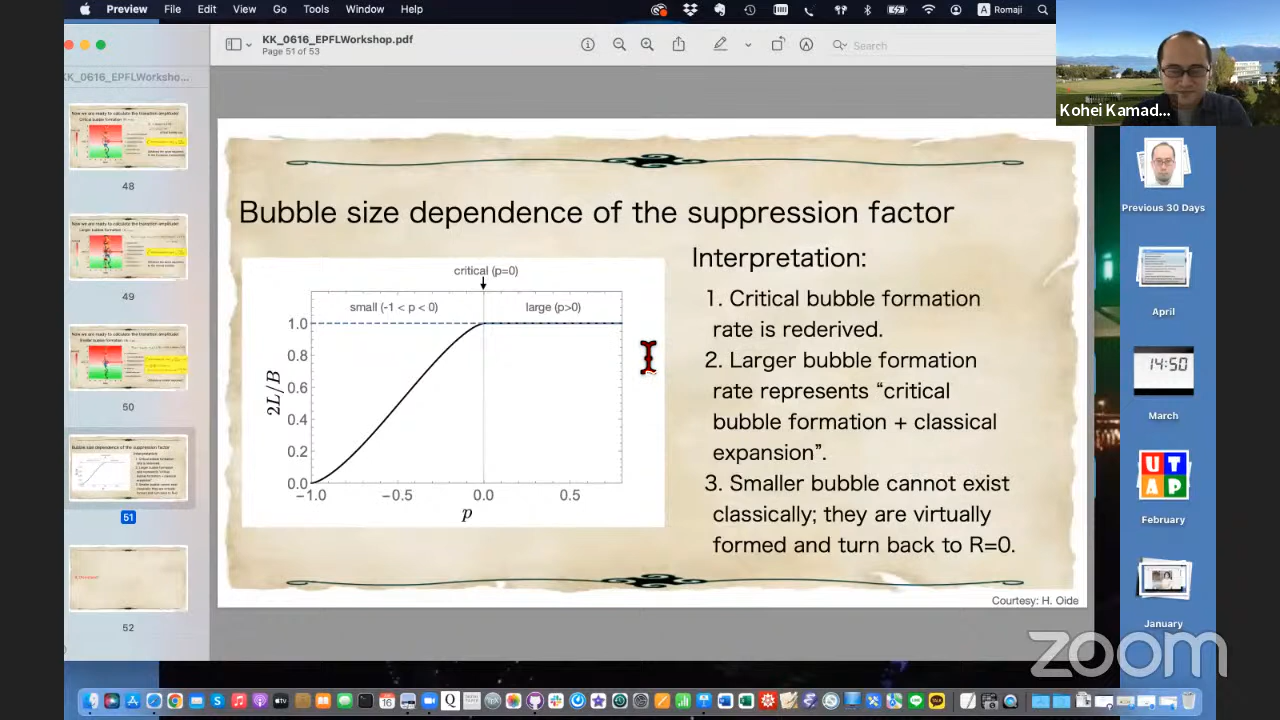 Preview File Edit View Go Tools Bookmarks Window Help
Romaji
KK_0616_EPFLWorkshop.pdf
Page 51 of 53
Search
Kohei Kamad...
KK_0616_EPFLWorksho...
48
49
50
51
52
Bubble size dependence of the suppression factor
critical (p=0)
small (-1 < p < 0)
large (p>0)
1.0
0.8
0.6
0.4
0.2
0.0
2L/B
−1.0 −0.5 0.0 0.5
p
Interpretation:
1. Critical bubble formation
rate is rederived.
2. Larger bubble formation
rate represents “critical
bubble formation + classical
expansion”.
3. Smaller bubble cannot exist
classically; they are virtually
formed and turn back to R=0.
Courtesy: H. Oide
Previous 30 Days
April
14:50
March
UT
AP
February
January
zoom